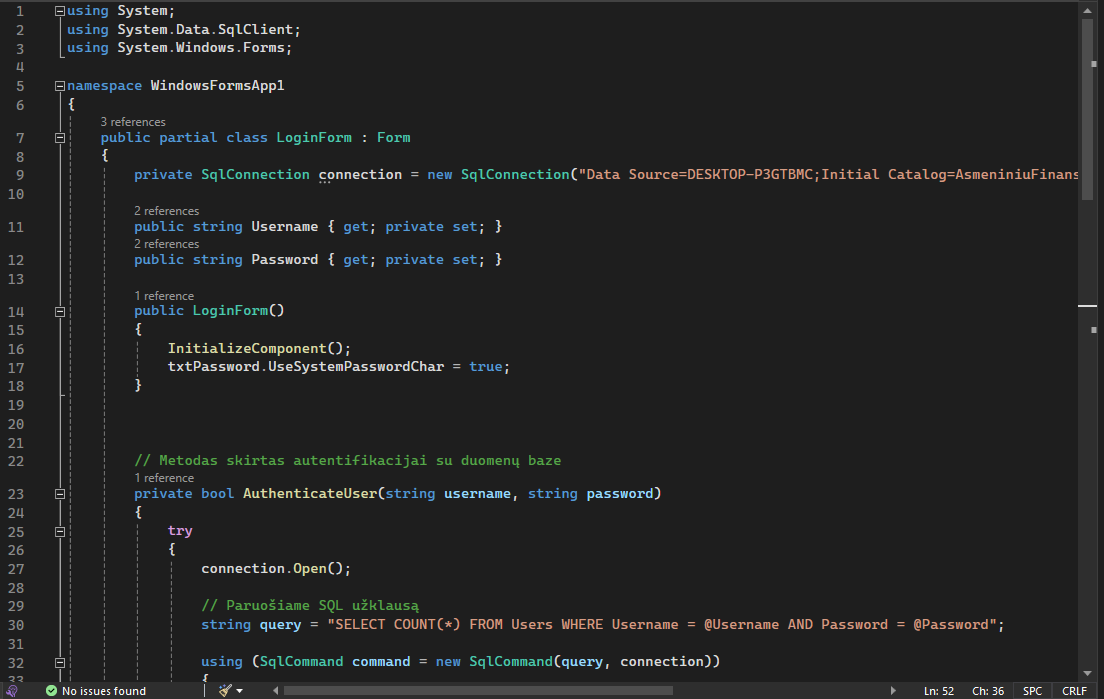 1 using System;
2 using System.Data.SqlClient;
3 using System.Windows.Forms;
4
5 namespace WindowsFormsApp1
6 {
3 references
7 public partial class LoginForm : Form
8 {
9 private SqlConnection connection = new SqlConnection("Data Source=DESKTOP-P3GTBMC;Initial Catalog=AsmeniniuFinans
10
2 references
11 public string Username { get; private set; }
2 references
12 public string Password { get; private set; }
13
1 reference
14 public LoginForm()
15 {
16 InitializeComponent();
17 txtPassword.UseSystemPasswordChar = true;
18 }
19
20
21
22 // Metodas skirtas autentifikacijai su duomenų baze
1 reference
23 private bool AuthenticateUser(string username, string password)
24 {
25 try
26 {
27 connection.Open();
28
29 // Paruošiame SQL užklausą
30 string query = "SELECT COUNT(*) FROM Users WHERE Username = @Username AND Password = @Password";
31
32 using (SqlCommand command = new SqlCommand(query, connection))
33 {
No issues found Ln: 52 Ch: 36 SPC CRLF